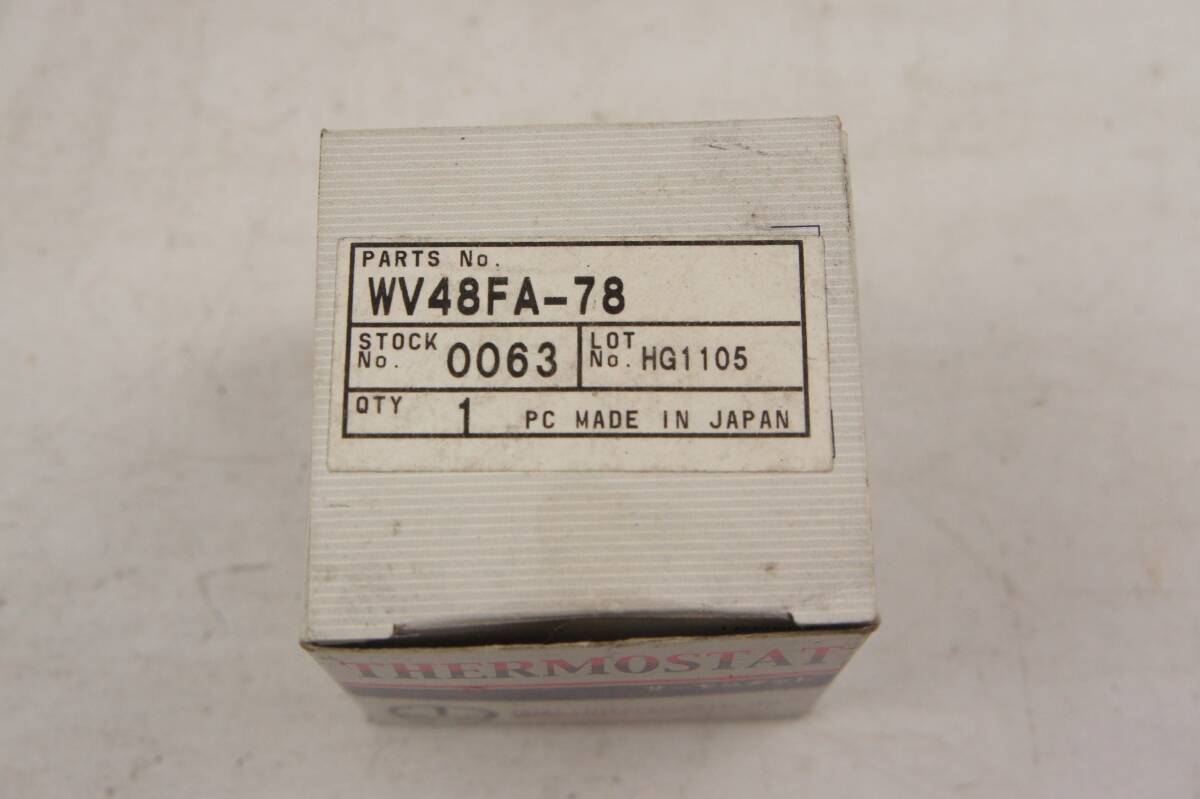 PARTS No.
WV48FA-78
STOCK No. 0063
LOT No. HG1105
QTY 1 PC MADE IN JAPAN
THERMOSTAT